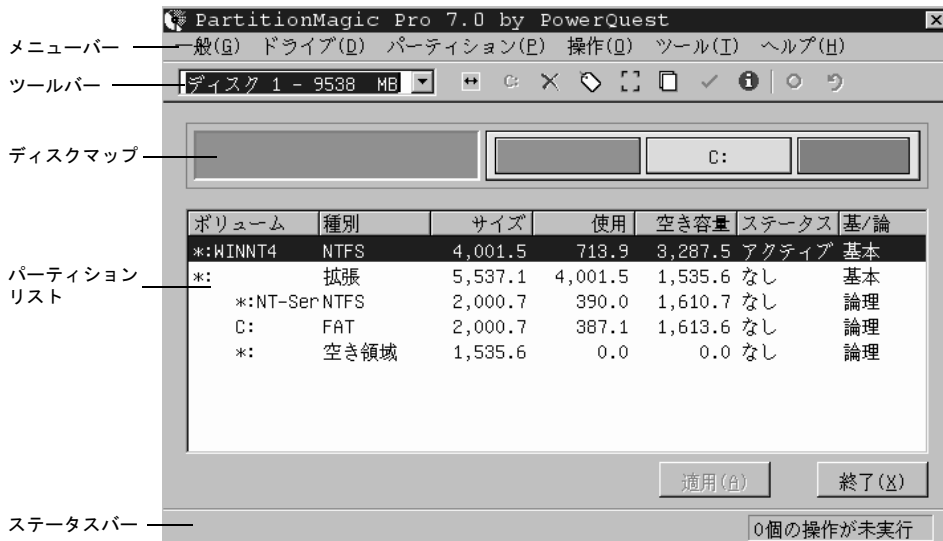 PartitionMagic Pro 7.0 by PowerQuest
メニューバー
一般(G) ドライブ(D) パーティション(P) 操作(O) ツール(T) ヘルプ(H)
ツールバー
ディスク 1 - 9538 MB
C:
ディスクマップ
C:
ボリューム 種別 サイズ 使用 空き容量 ステータス 基/論
*:WINNT4 NTFS 4,001.5 713.9 3,287.5 アクティブ 基本
パーティション
リスト
*: 拡張 5,537.1 4,001.5 1,535.6 なし 基本
*:NT-Ser NTFS 2,000.7 390.0 1,610.7 なし 論理
C: FAT 2,000.7 387.1 1,613.6 なし 論理
*: 空き領域 1,535.6 0.0 0.0 なし 論理
適用(A) 終了(X)
ステータスバー
0個の操作が未実行